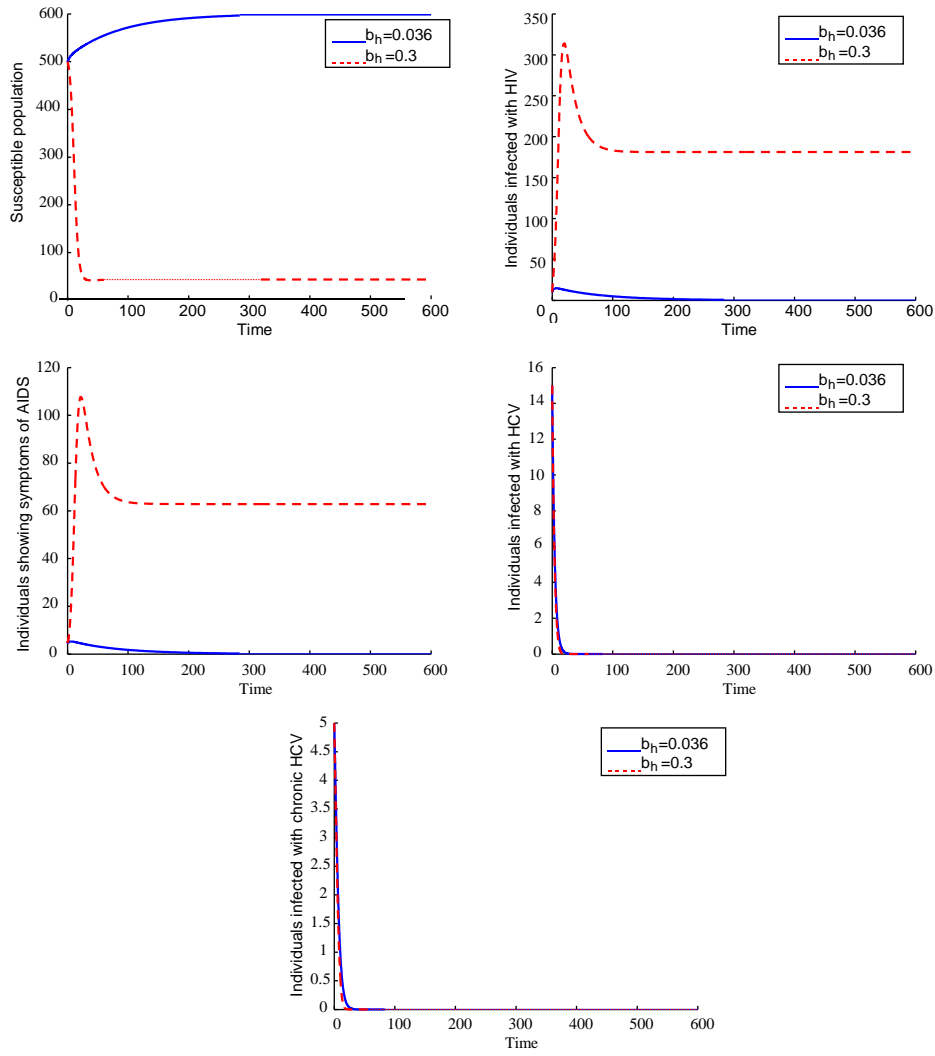 600
500
400
300
200
100
0
0 100 200 300 400 500 600
Susceptible population
Time
b_h=0.036
b_h=0.3
350
300
250
200
150
100
50
0
0 100 200 300 400 500 600
Individuals infected with HIV
Time
b_h=0.036
b_h=0.3
120
100
80
60
40
20
0
0 100 200 300 400 500 600
Individuals showing symptoms of AIDS
Time
b_h=0.036
b_h=0.3
16
14
12
10
8
6
4
2
0
0 100 200 300 400 500 600
Individuals infected with HCV
Time
b_h=0.036
b_h=0.3
5
4.5
4
3.5
3
2.5
2
1.5
1
0.5
0
0 100 200 300 400 500 600
Individuals infected with chronic HCV
Time
b_h=0.036
b_h=0.3